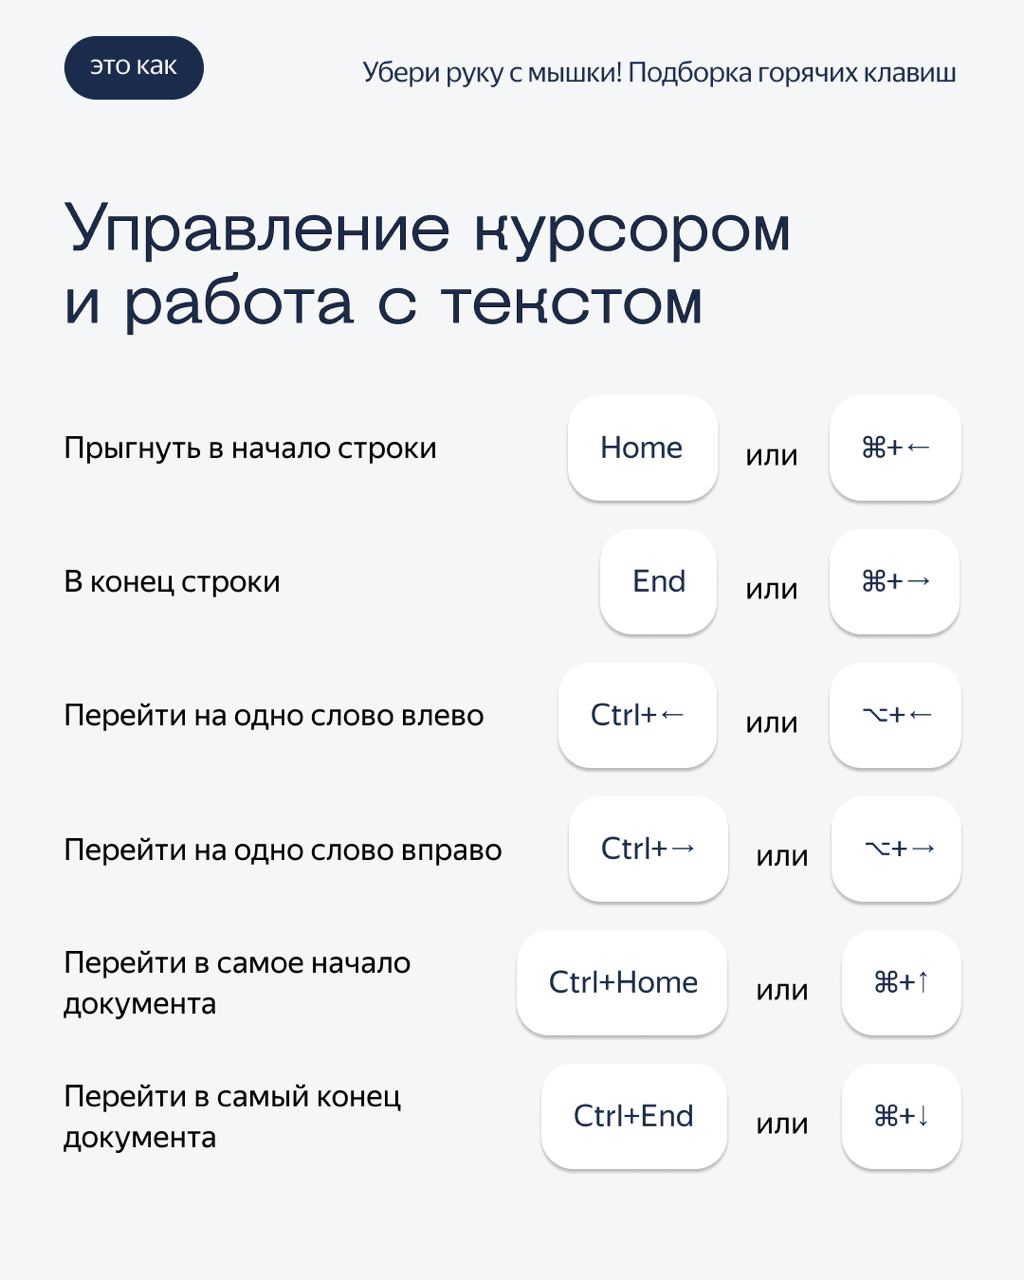 это как
Убери руку с мышки! Подборка горячих клавиш
Управление курсором
и работа с текстом
Прыгнуть в начало строки Home или ⌘+←
В конец строки End или ⌘+→
Перейти на одно слово влево Ctrl+← или ⌥+←
Перейти на одно слово вправо Ctrl+→ или ⌥+→
Перейти в самое начало
документа Ctrl+Home или ⌘+↑
Перейти в самый конец
документа Ctrl+End или ⌘+↓